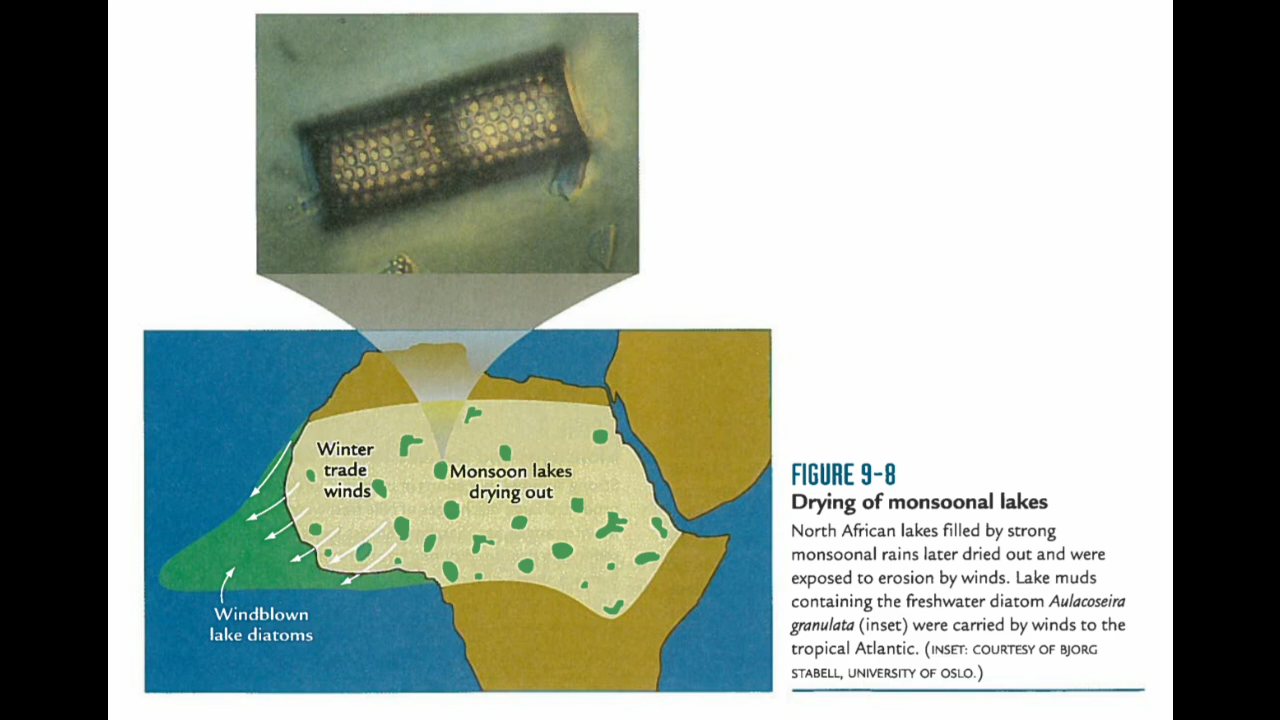 Winter
trade
winds
Monsoon lakes
drying out
Windblown
lake diatoms
FIGURE 9-8
Drying of monsoonal lakes
North African lakes filled by strong
monsoonal rains later dried out and were
exposed to erosion by winds. Lake muds
containing the freshwater diatom Aulacoseira
granulata (inset) were carried by winds to the
tropical Atlantic. (INSET: COURTESY OF BJORG
STABELL, UNIVERSITY OF OSLO.)